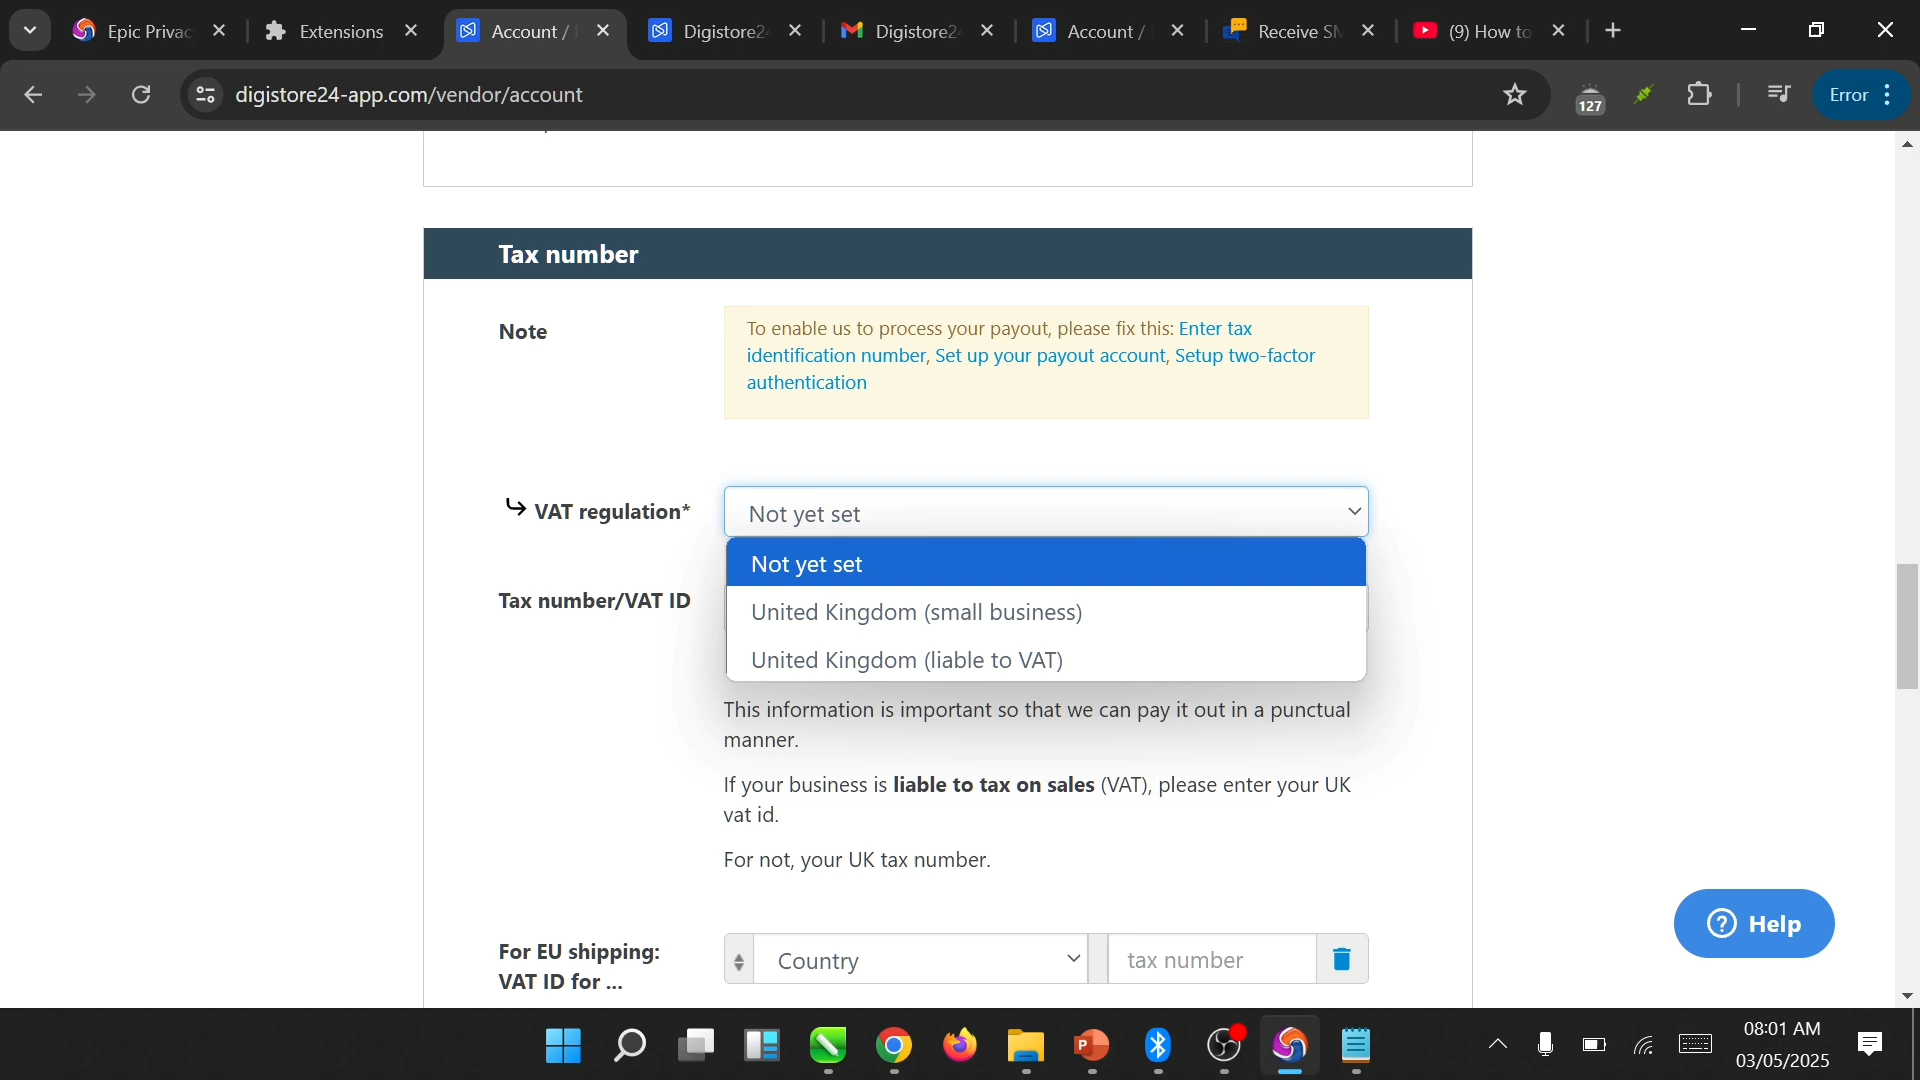 Epic Privac
Extensions
Account /
Digistore2
Digistore2
Account /
Receive SM
(9) How to
digistore24-app.com/vendor/account
127
Error
Tax number
Note
To enable us to process your payout, please fix this: Enter tax
identification number, Set up your payout account, Setup two-factor
authentication
VAT regulation*
Not yet set
Not yet set
United Kingdom (small business)
United Kingdom (liable to VAT)
Tax number/VAT ID
This information is important so that we can pay it out in a punctual
manner.
If your business is liable to tax on sales (VAT), please enter your UK
vat id.
For not, your UK tax number.
Help
For EU shipping:
VAT ID for ...
Country
tax number
08:01 AM
03/05/2025